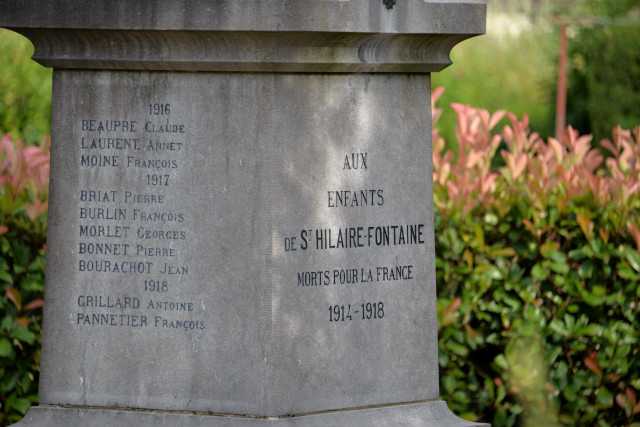 1916
BEAUPRE CLAUDE
LAURENT ANNET
MOINE FRANÇOIS
1917
BRIAT PIERRE
BURLIN FRANÇOIS
MORLET GEORGES
BONNET PIERRE
BOURACHOT JEAN
1918
GRILLARD ANTOINE
PANNETIER FRANÇOIS
AUX
ENFANTS
DE ST HILAIRE-FONTAINE
MORTS POUR LA FRANCE
1914-1918